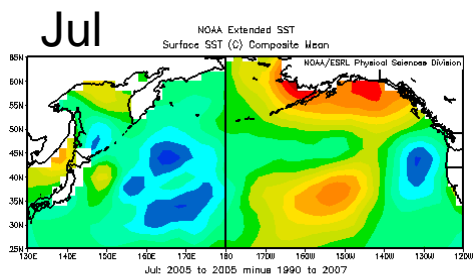 Jul
NOAA Extended SST
Surface SST (C) Composite Mean
NOAA/ESRL Physical Sciences Division
65N
60N
55N
50N
45N
40N
35N
30N
25N
130E 140E 150E 160E 170E 180 170W 160W 150W 140W 130W 120W
Jul: 2005 to 2005 minus 1990 to 2007